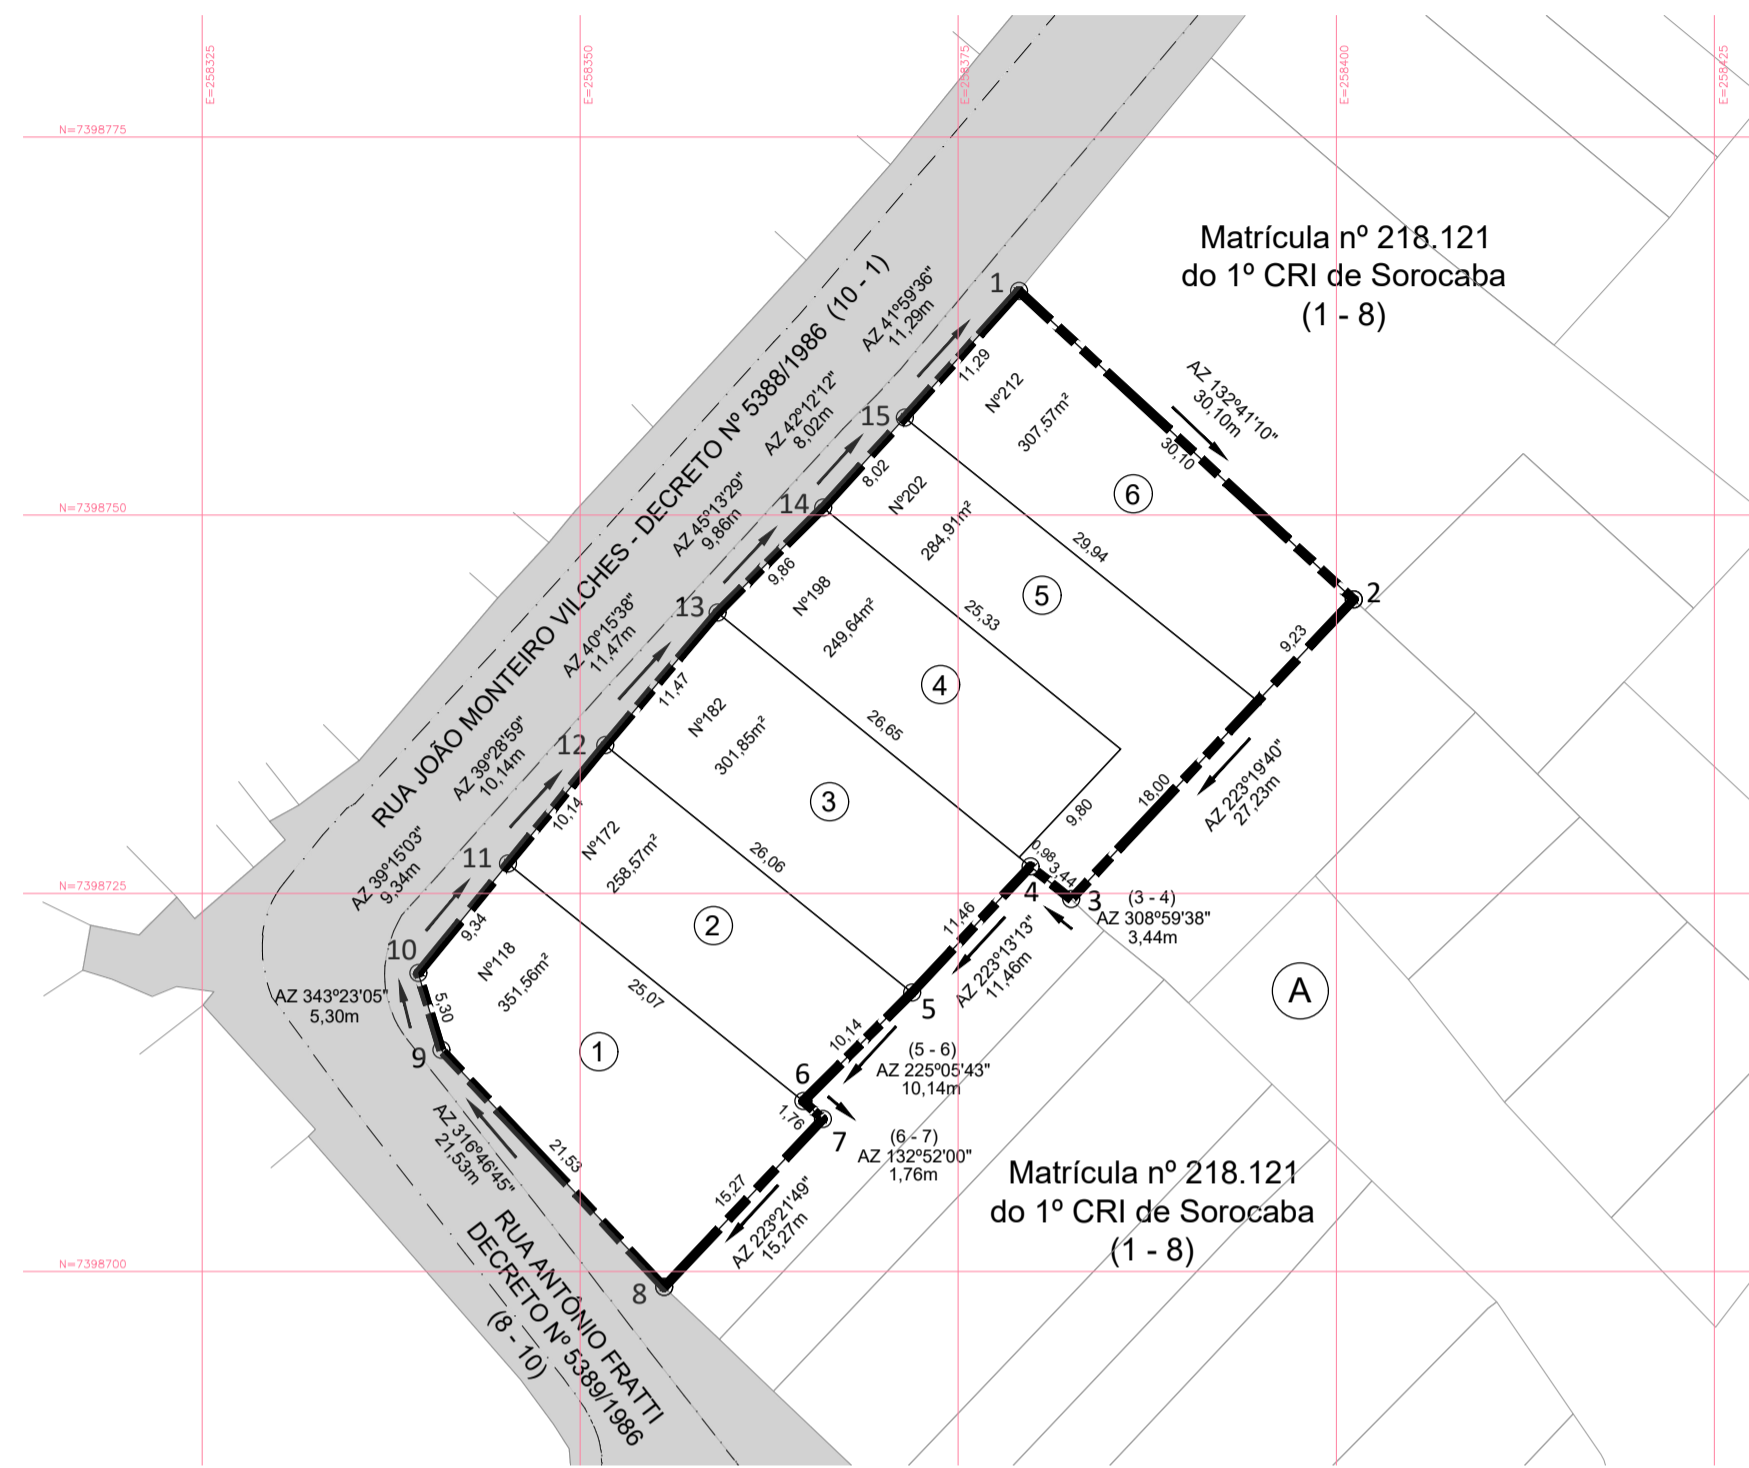 E=258325
E=258350
E=258375
E=258400
E=258425
N=7398775
N=7398750
N=7398725
N=7398700
Matrícula nº 218.121
do 1º CRI de Sorocaba
(1 - 8)
RUA JOÃO MONTEIRO VILCHES - DECRETO Nº 5388/1986 (10 - 1)
AZ 41º59'36"
11,29m
AZ 42º12'12"
8,02m
AZ 45º13'29"
9,86m
AZ 40º15'38"
11,47m
AZ 39º28'59"
10,14m
AZ 39º15'03"
9,34m
AZ 343º23'05"
5,30m
AZ 316º46'45"
21,53m
AZ 132º41'10"
30,10m
AZ 223º19'40"
27,23m
(3 - 4)
AZ 308º59'38"
3,44m
AZ 223º13'13"
11,46m
(5 - 6)
AZ 225º05'43"
10,14m
(6 - 7)
AZ 132º52'00"
1,76m
AZ 223º21'49"
15,27m
1
2
3
4
5
6
7
8
9
10
11
12
13
14
15
11,29
8,02
9,86
11,47
10,14
9,34
5,30
21,53
15,27
1,76
10,14
11,46
3,44
0,98
9,80
18,00
9,23
30,10
29,94
25,33
26,65
26,06
25,07
Nº212
307,57m²
6
Nº202
284,91m²
5
Nº198
249,64m²
4
Nº182
301,85m²
3
Nº172
258,57m²
2
Nº118
351,56m²
1
A
Matrícula nº 218.121
do 1º CRI de Sorocaba
(1 - 8)
RUA ANTÔNIO FRATTI
DECRETO Nº 5389/1986
(8 - 10)